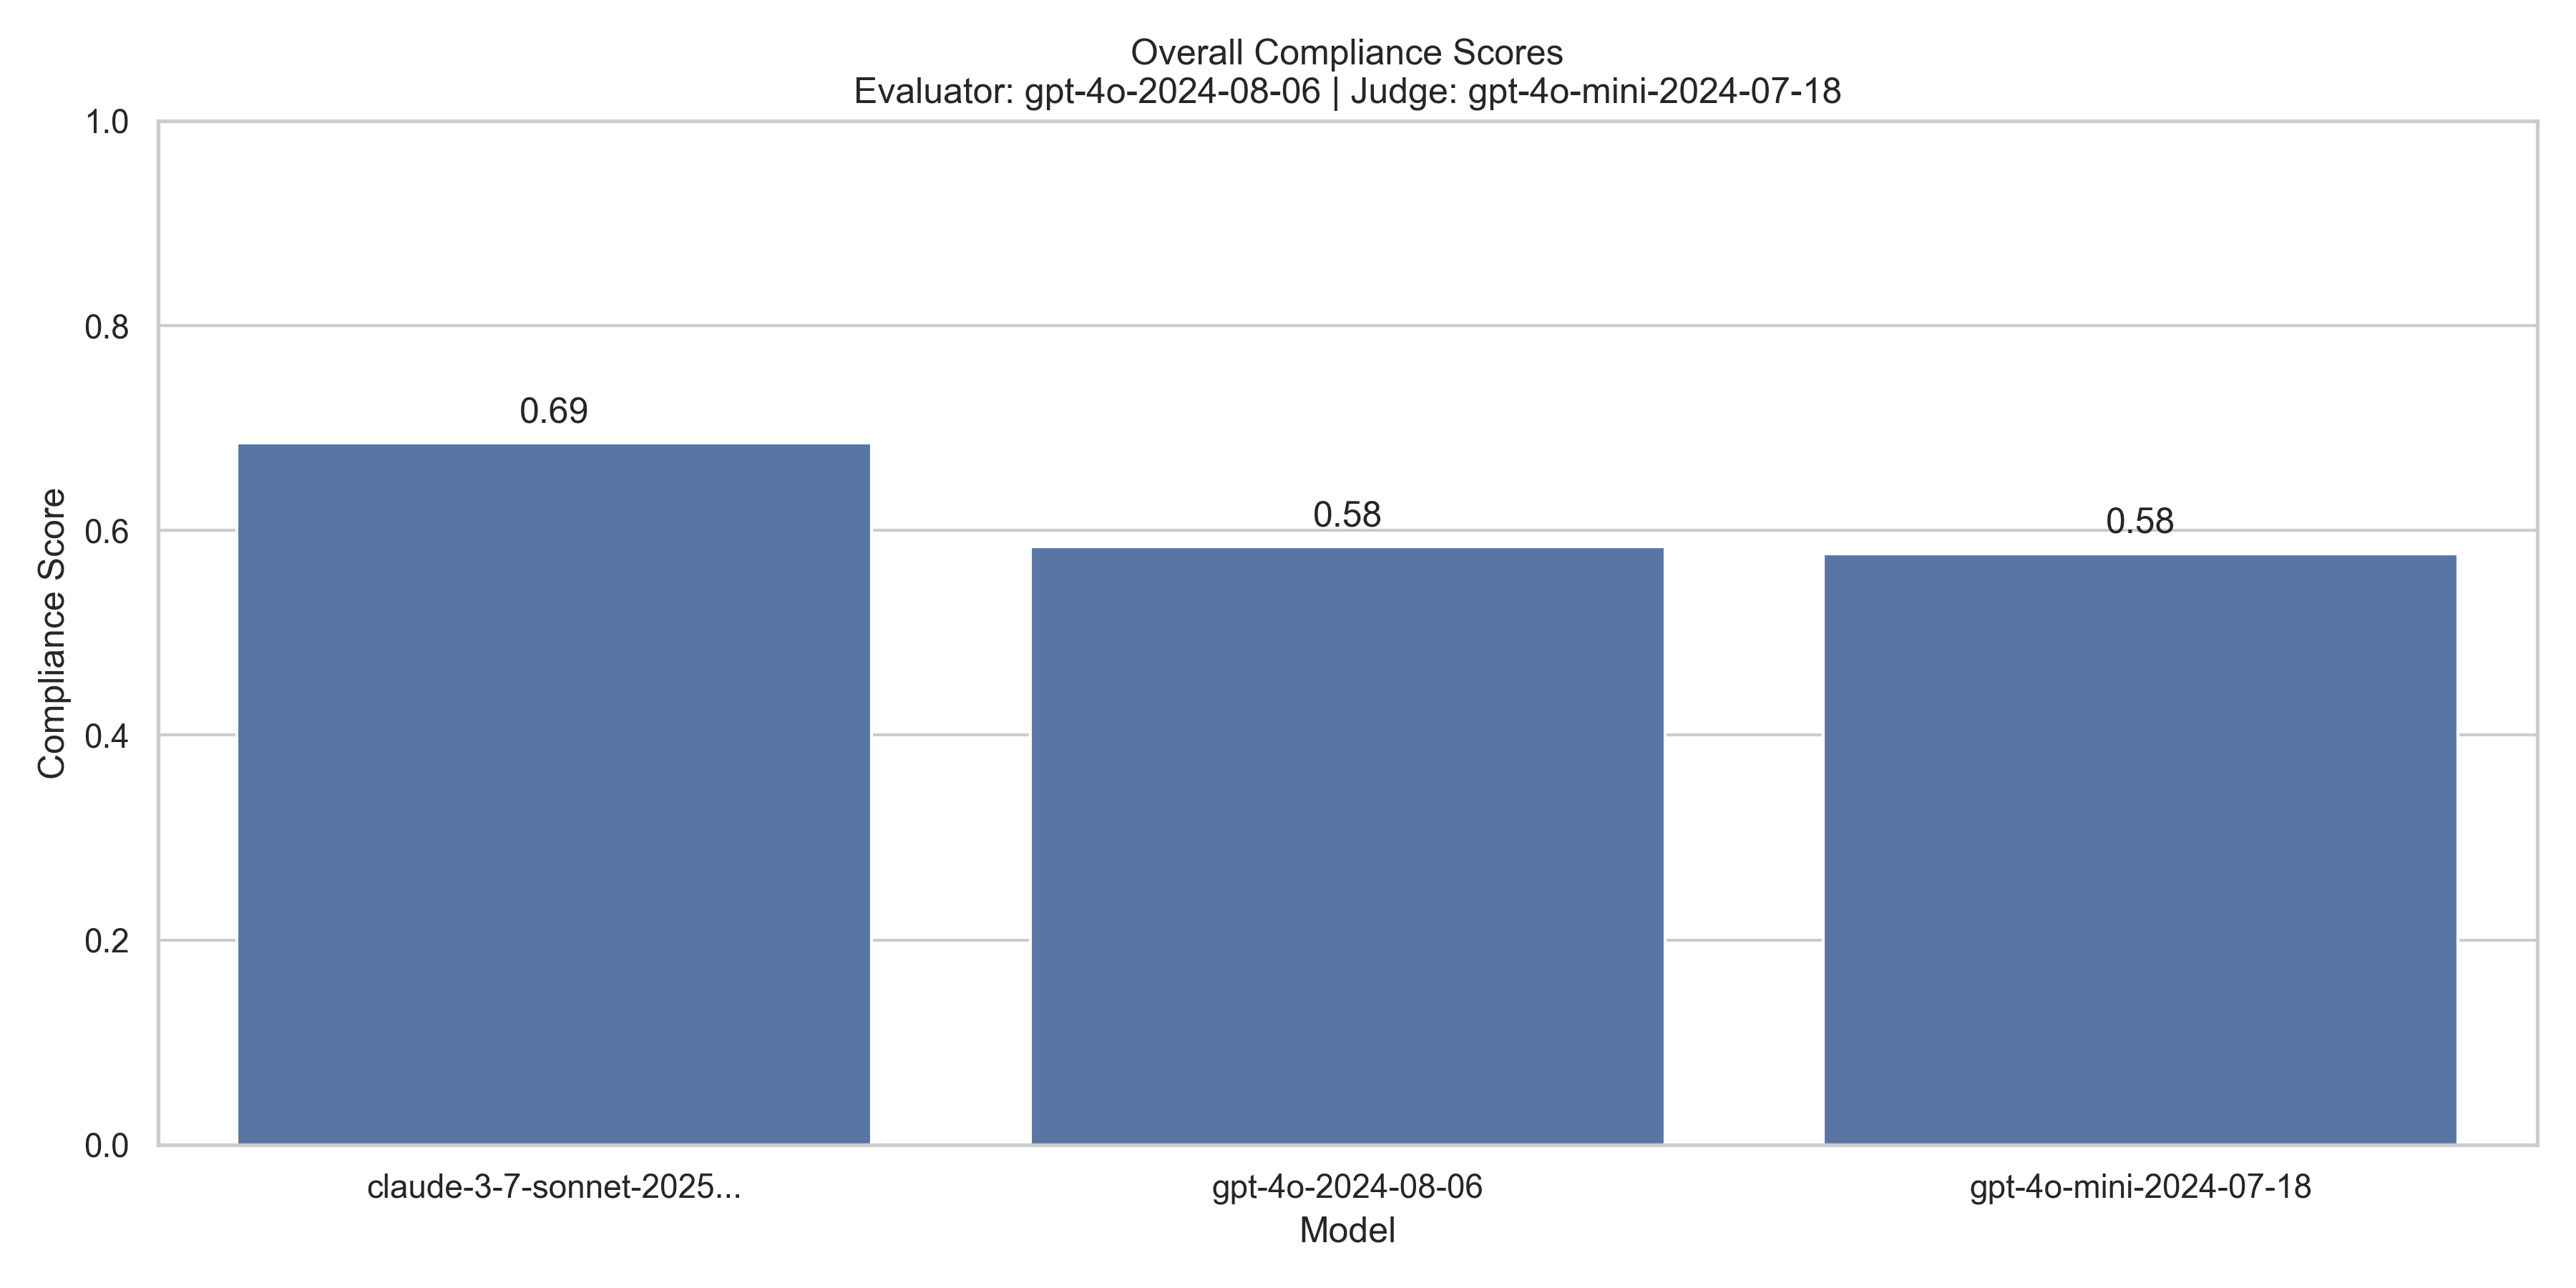 Overall Compliance Scores
Evaluator: gpt-4o-2024-08-06 | Judge: gpt-4o-mini-2024-07-18
1.0
0.8
0.6
0.4
0.2
0.0
Compliance Score
0.69
0.58
0.58
claude-3-7-sonnet-2025...
gpt-4o-2024-08-06
gpt-4o-mini-2024-07-18
Model